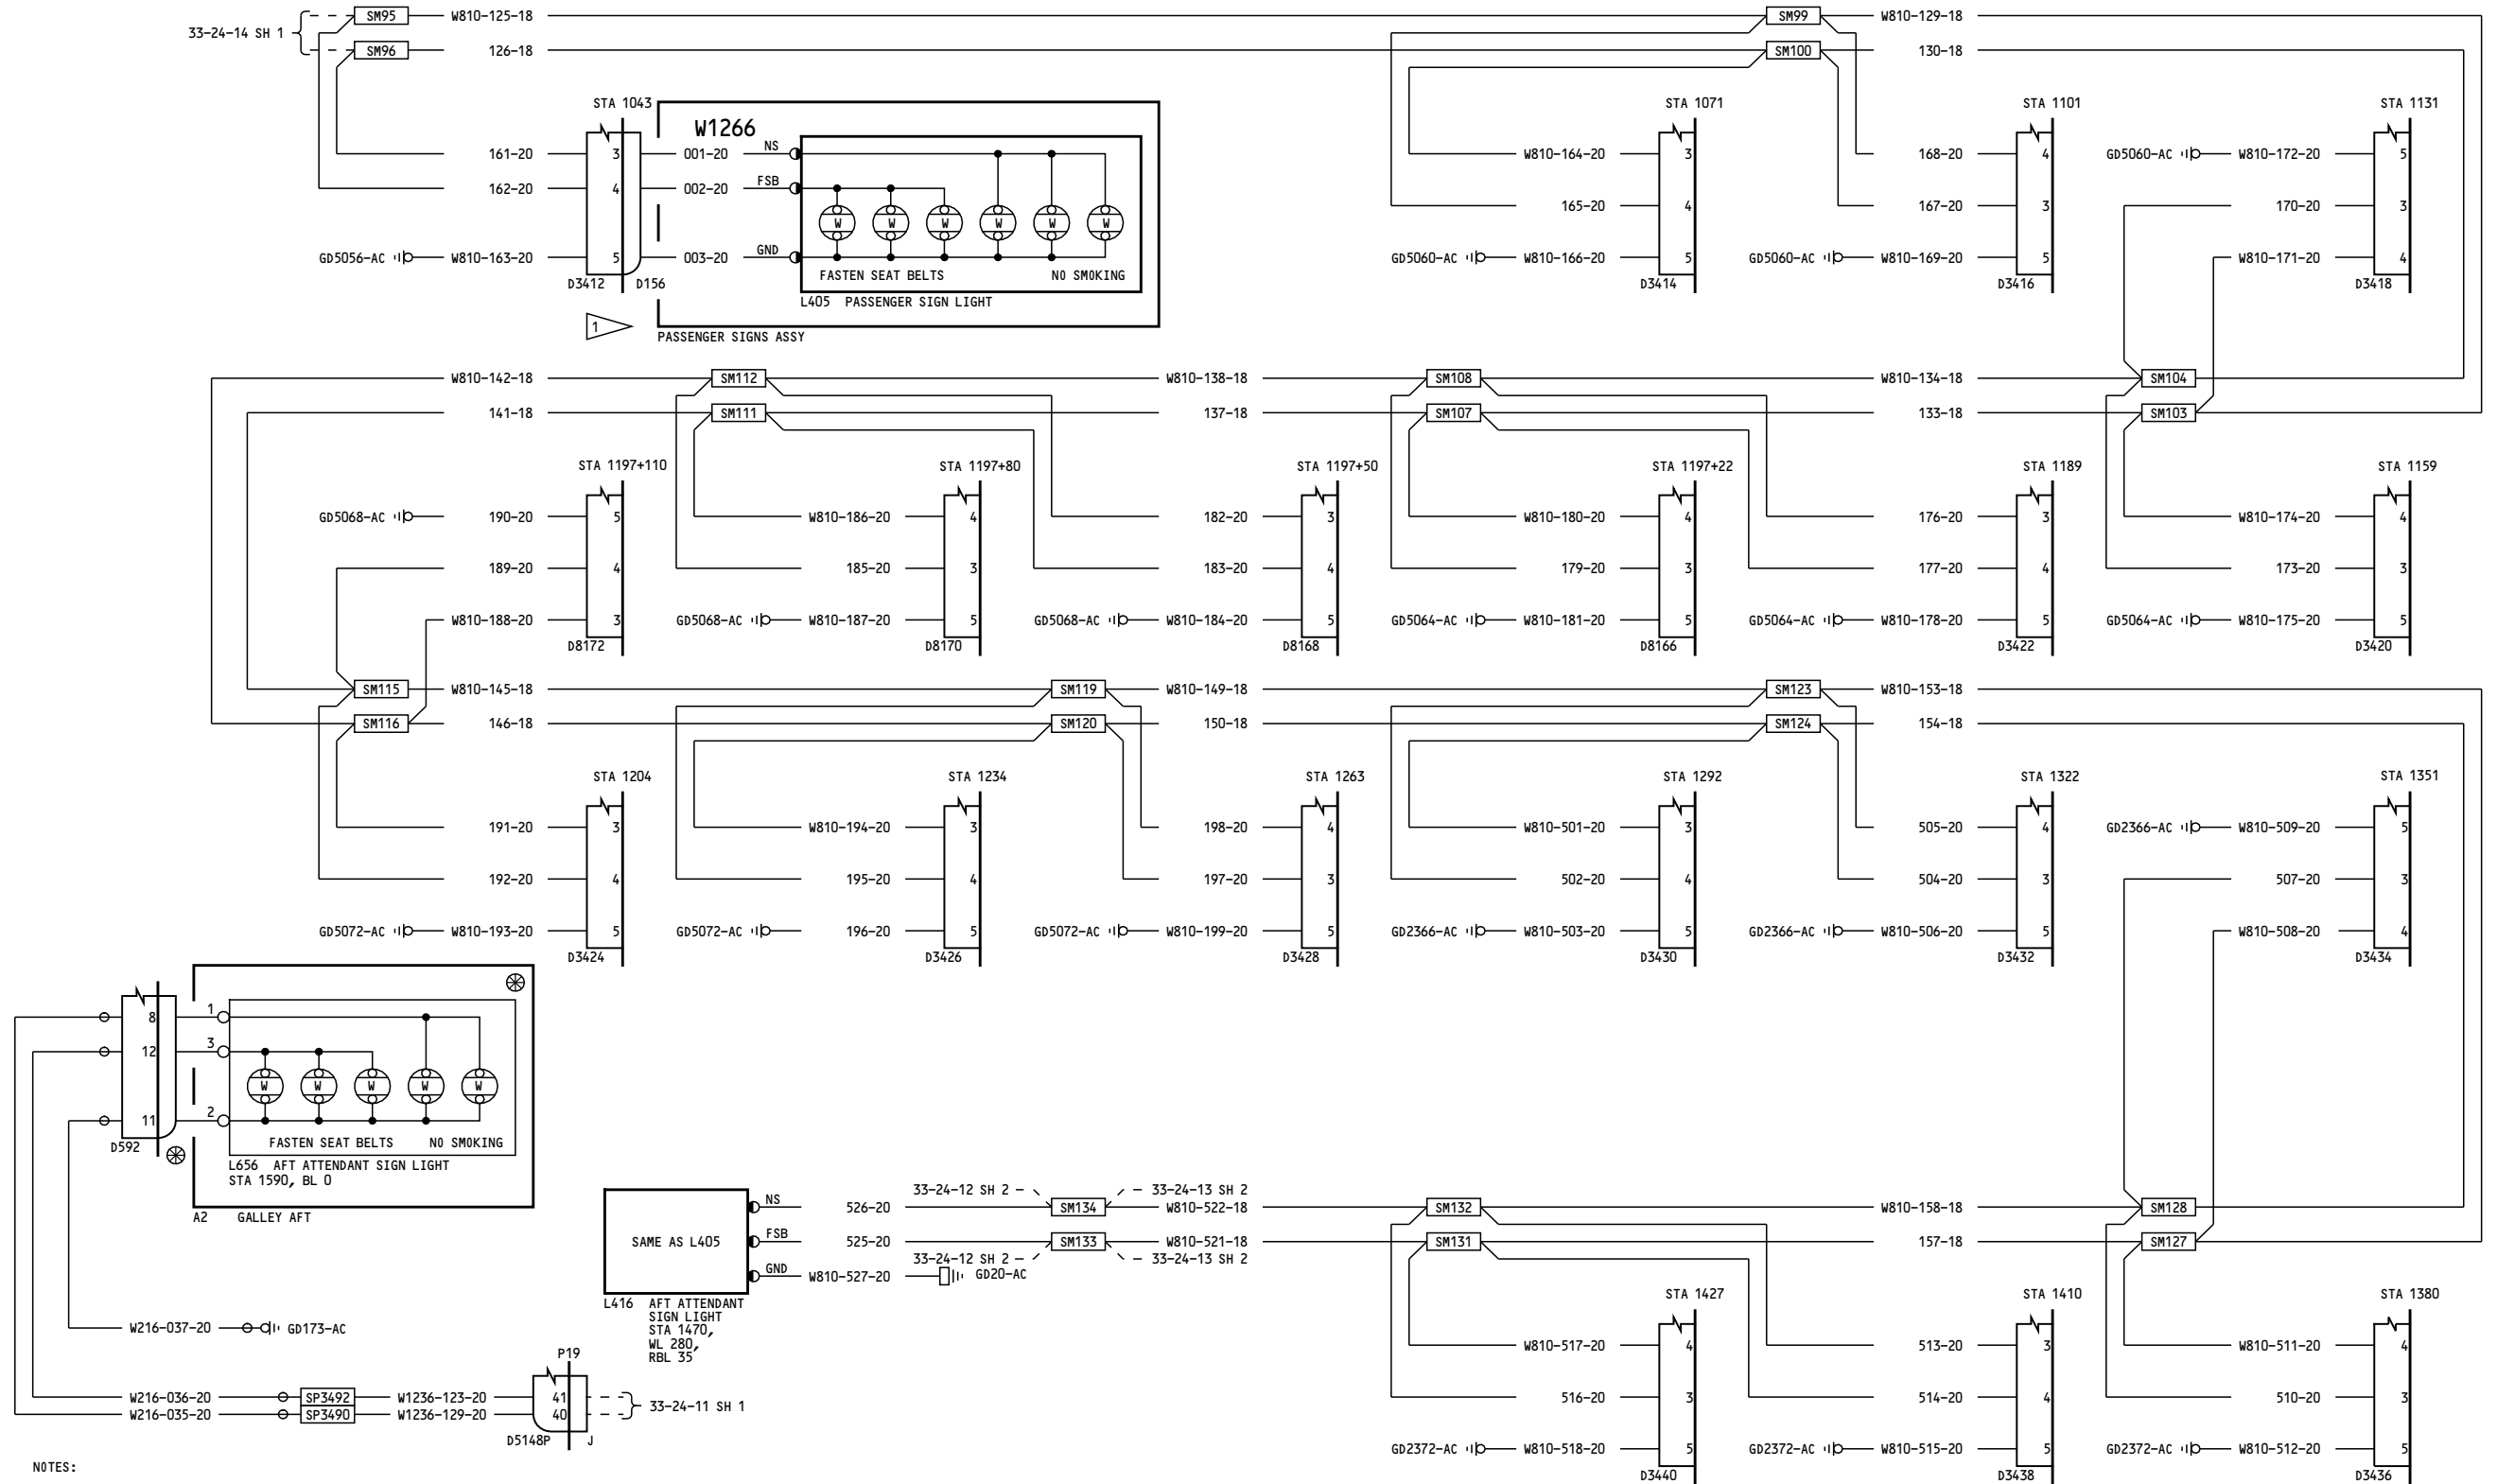 SM95 W810-125-18 SM99 W810-129-18
33-24-14 SH 1
SM96 126-18 SM100 130-18
STA 1043 STA 1071 STA 1101 STA 1131
W1266
161-20 3 001-20 NS W810-164-20 3 168-20 4 GD5060-AC W810-172-20 5
162-20 4 002-20 FSB
W W W W W W 165-20 4 167-20 3 170-20 3
GD5056-AC W810-163-20 5 003-20 GND GD5060-AC W810-166-20 5 GD5060-AC W810-169-20 5 W810-171-20 4
FASTEN SEAT BELTS NO SMOKING
D3412 D156 D3414 D3416 D3418
L405 PASSENGER SIGN LIGHT
1
PASSENGER SIGNS ASSY
W810-142-18 SM112 W810-138-18 SM108 W810-134-18 SM104
141-18 SM111 137-18 SM107 133-18 SM103
STA 1197+110 STA 1197+80 STA 1197+50 STA 1197+22 STA 1189 STA 1159
GD5068-AC 190-20 5 W810-186-20 4 182-20 3 W810-180-20 4 176-20 3 W810-174-20 4
189-20 4 185-20 3 183-20 4 179-20 3 177-20 4 173-20 3
W810-188-20 3 GD5068-AC W810-187-20 5 GD5068-AC W810-184-20 5 GD5064-AC W810-181-20 5 GD5064-AC W810-178-20 5 GD5064-AC W810-175-20 5
D8172 D8170 D8168 D8166 D3422 D3420
SM115 W810-145-18 SM119 W810-149-18 SM123 W810-153-18
SM116 146-18 SM120 150-18 SM124 154-18
STA 1204 STA 1234 STA 1263 STA 1292 STA 1322 STA 1351
191-20 3 W810-194-20 3 198-20 4 W810-501-20 3 505-20 4 GD2366-AC W810-509-20 5
192-20 4 195-20 4 197-20 3 502-20 4 504-20 3 507-20 3
GD5072-AC W810-193-20 5 GD5072-AC 196-20 5 GD5072-AC W810-199-20 5 GD2366-AC W810-503-20 5 GD2366-AC W810-506-20 5 W810-508-20 4
D3424 D3426 D3428 D3430 D3432 D3434
8 1
12 3
W W W W W
11 2
FASTEN SEAT BELTS NO SMOKING
D592
L656 AFT ATTENDANT SIGN LIGHT
STA 1590, BL 0
A2 GALLEY AFT
33-24-12 SH 2 33-24-13 SH 2
NS 526-20 SM134 W810-522-18 SM132 W810-158-18 SM128
SAME AS L405 FSB 525-20 SM133 W810-521-18 SM131 157-18 SM127
33-24-12 SH 2 33-24-13 SH 2
GND W810-527-20 GD20-AC
L416 AFT ATTENDANT
SIGN LIGHT
STA 1470,
WL 280,
RBL 35
STA 1427 STA 1410 STA 1380
W216-037-20 GD173-AC
W810-517-20 4 513-20 3 W810-511-20 4
P19
W216-036-20 SP3492 W1236-123-20 41 516-20 3 514-20 4 510-20 3
33-24-11 SH 1
W216-035-20 SP3490 W1236-129-20 40
D5148P J
GD2372-AC W810-518-20 5 GD2372-AC W810-515-20 5 GD2372-AC W810-512-20 5
NOTES:
D3440 D3438 D3436